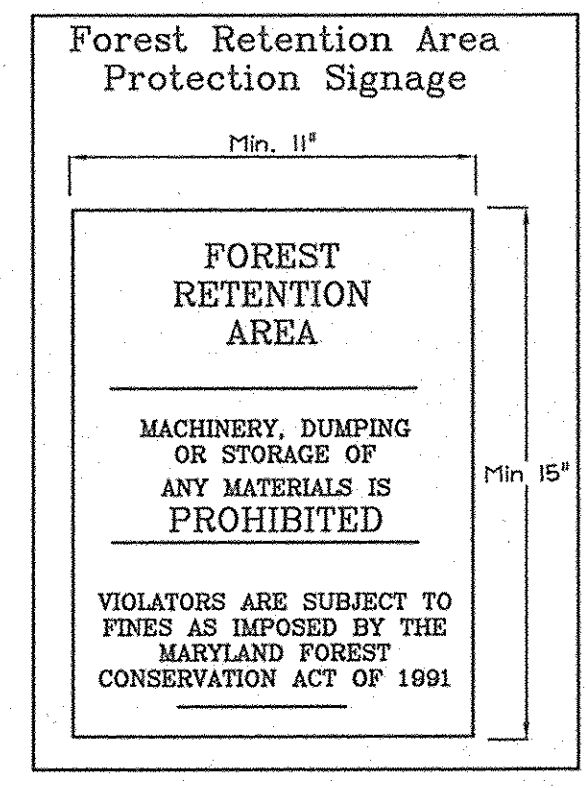 Forest Retention Area
Protection Signage
Min. 11"
FOREST
RETENTION
AREA
MACHINERY, DUMPING
OR STORAGE OF
ANY MATERIALS IS
PROHIBITED
Min 15"
VIOLATORS ARE SUBJECT TO
FINES AS IMPOSED BY THE
MARYLAND FOREST
CONSERVATION ACT OF 1991